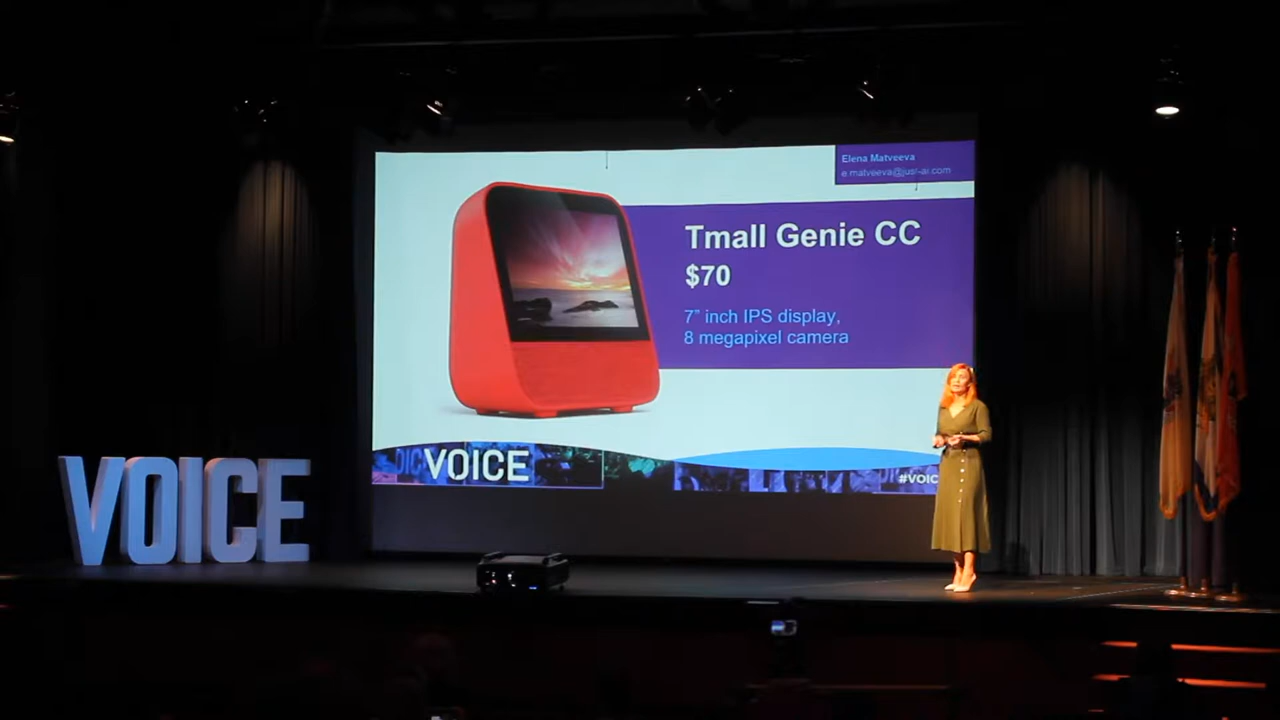 Elena Matveeva
e.matveeva@just-ai.com
Tmall Genie CC
$70
7" inch IPS display,
8 megapixel camera
VOICE
#VOIC
VOICE